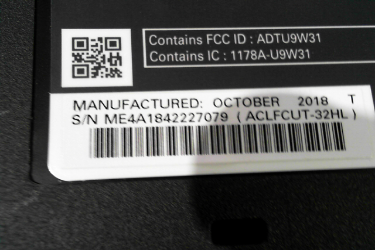 Contains FCC ID : ADTU9W31
Contains IC : 1178A-U9W31
MANUFACTURED: OCTOBER 2018 T
S/N ME4A1842227079 ( ACLFCUT-32HL )